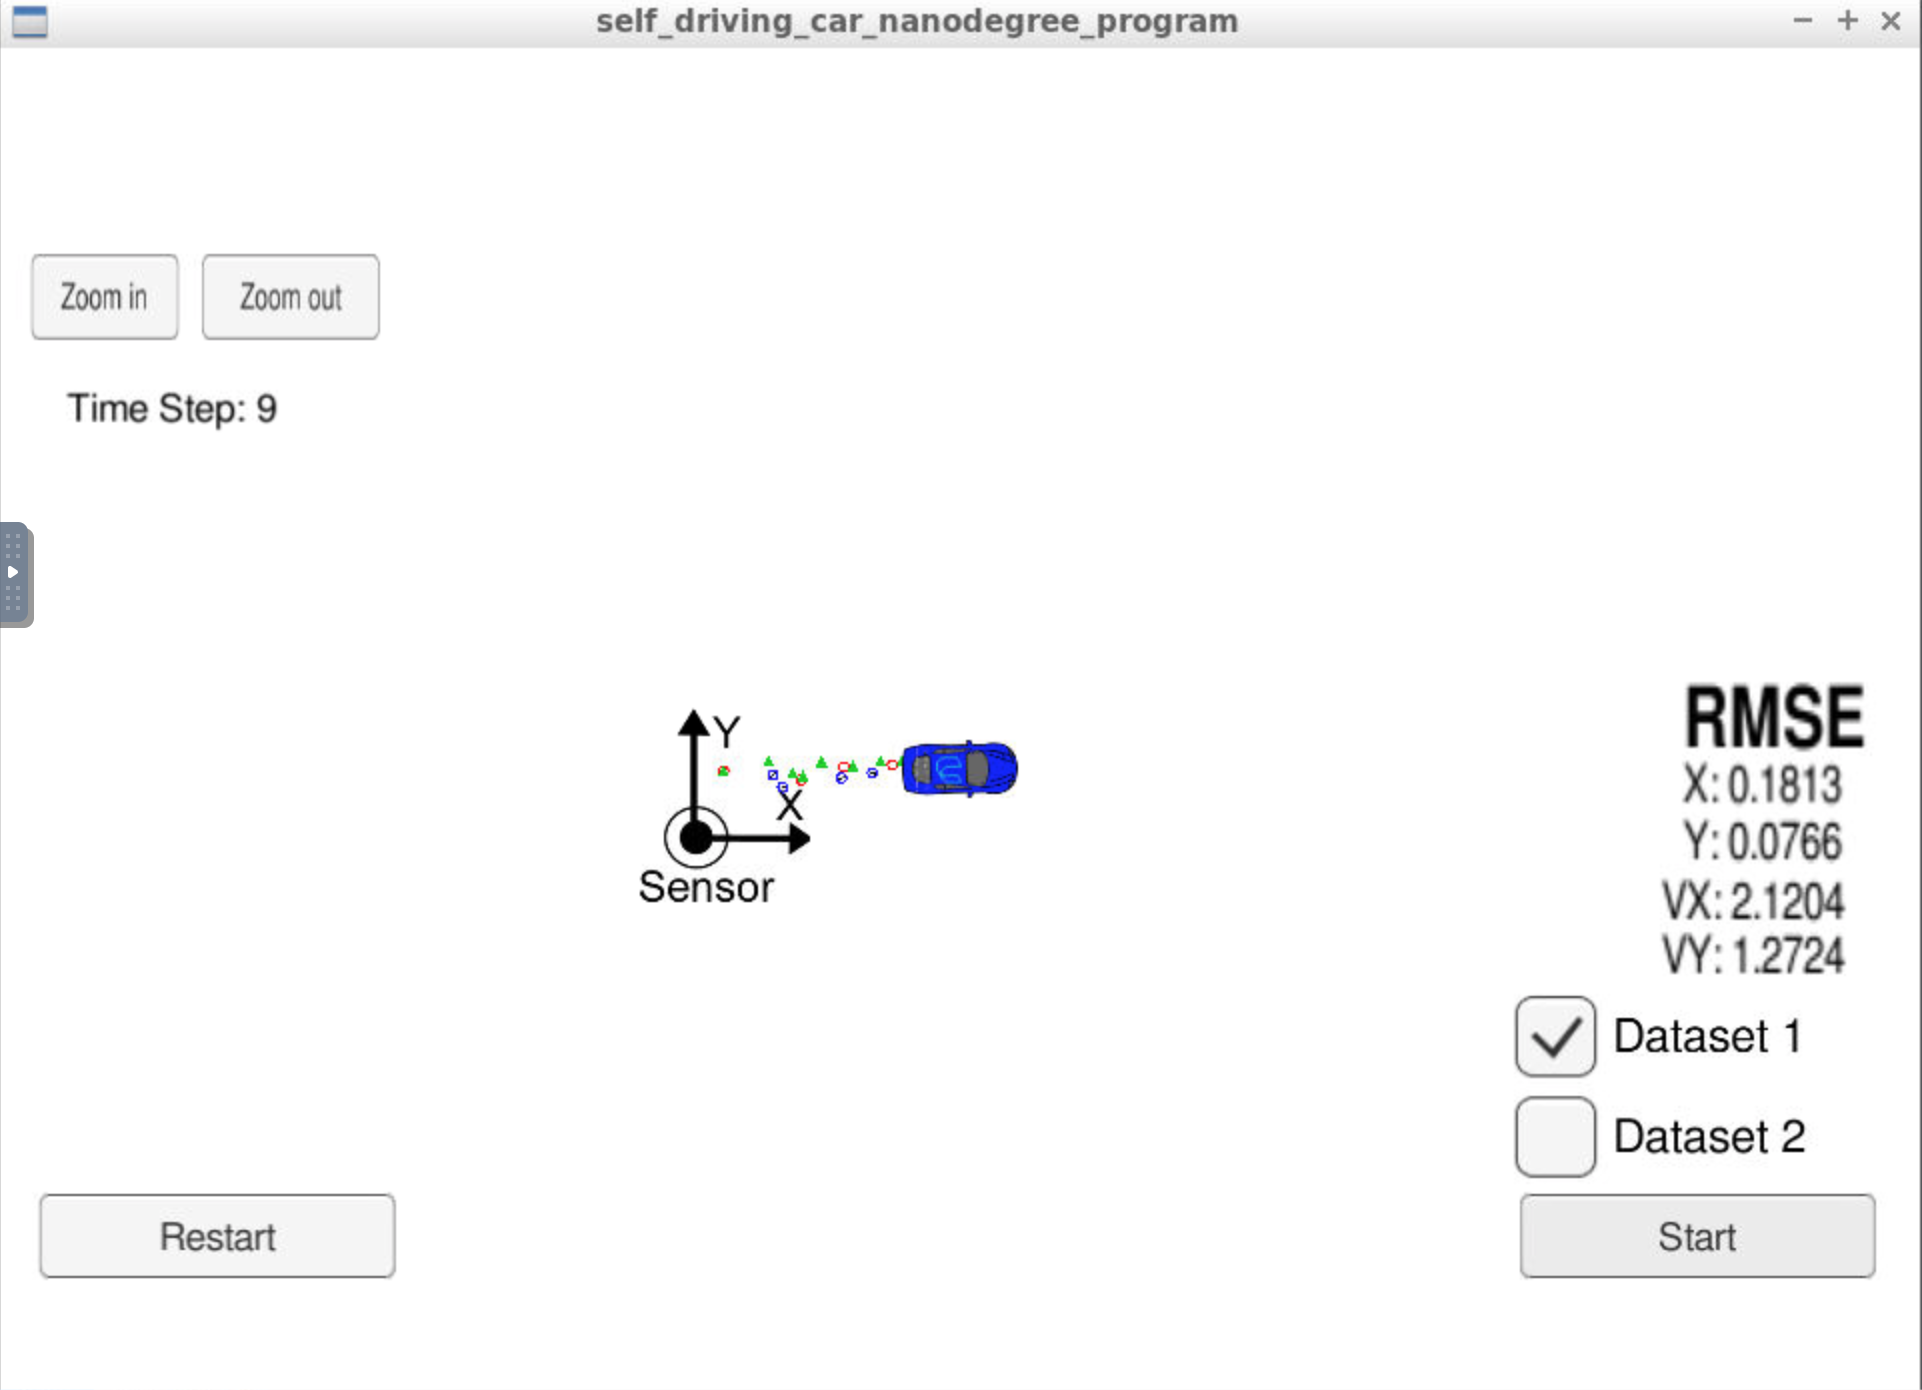 self_driving_car_nanodegree_program
Zoom in
Zoom out
Time Step: 9
Y
X
Sensor
RMSE
X: 0.1813
Y: 0.0766
VX: 2.1204
VY: 1.2724
Dataset 1
Dataset 2
Restart
Start